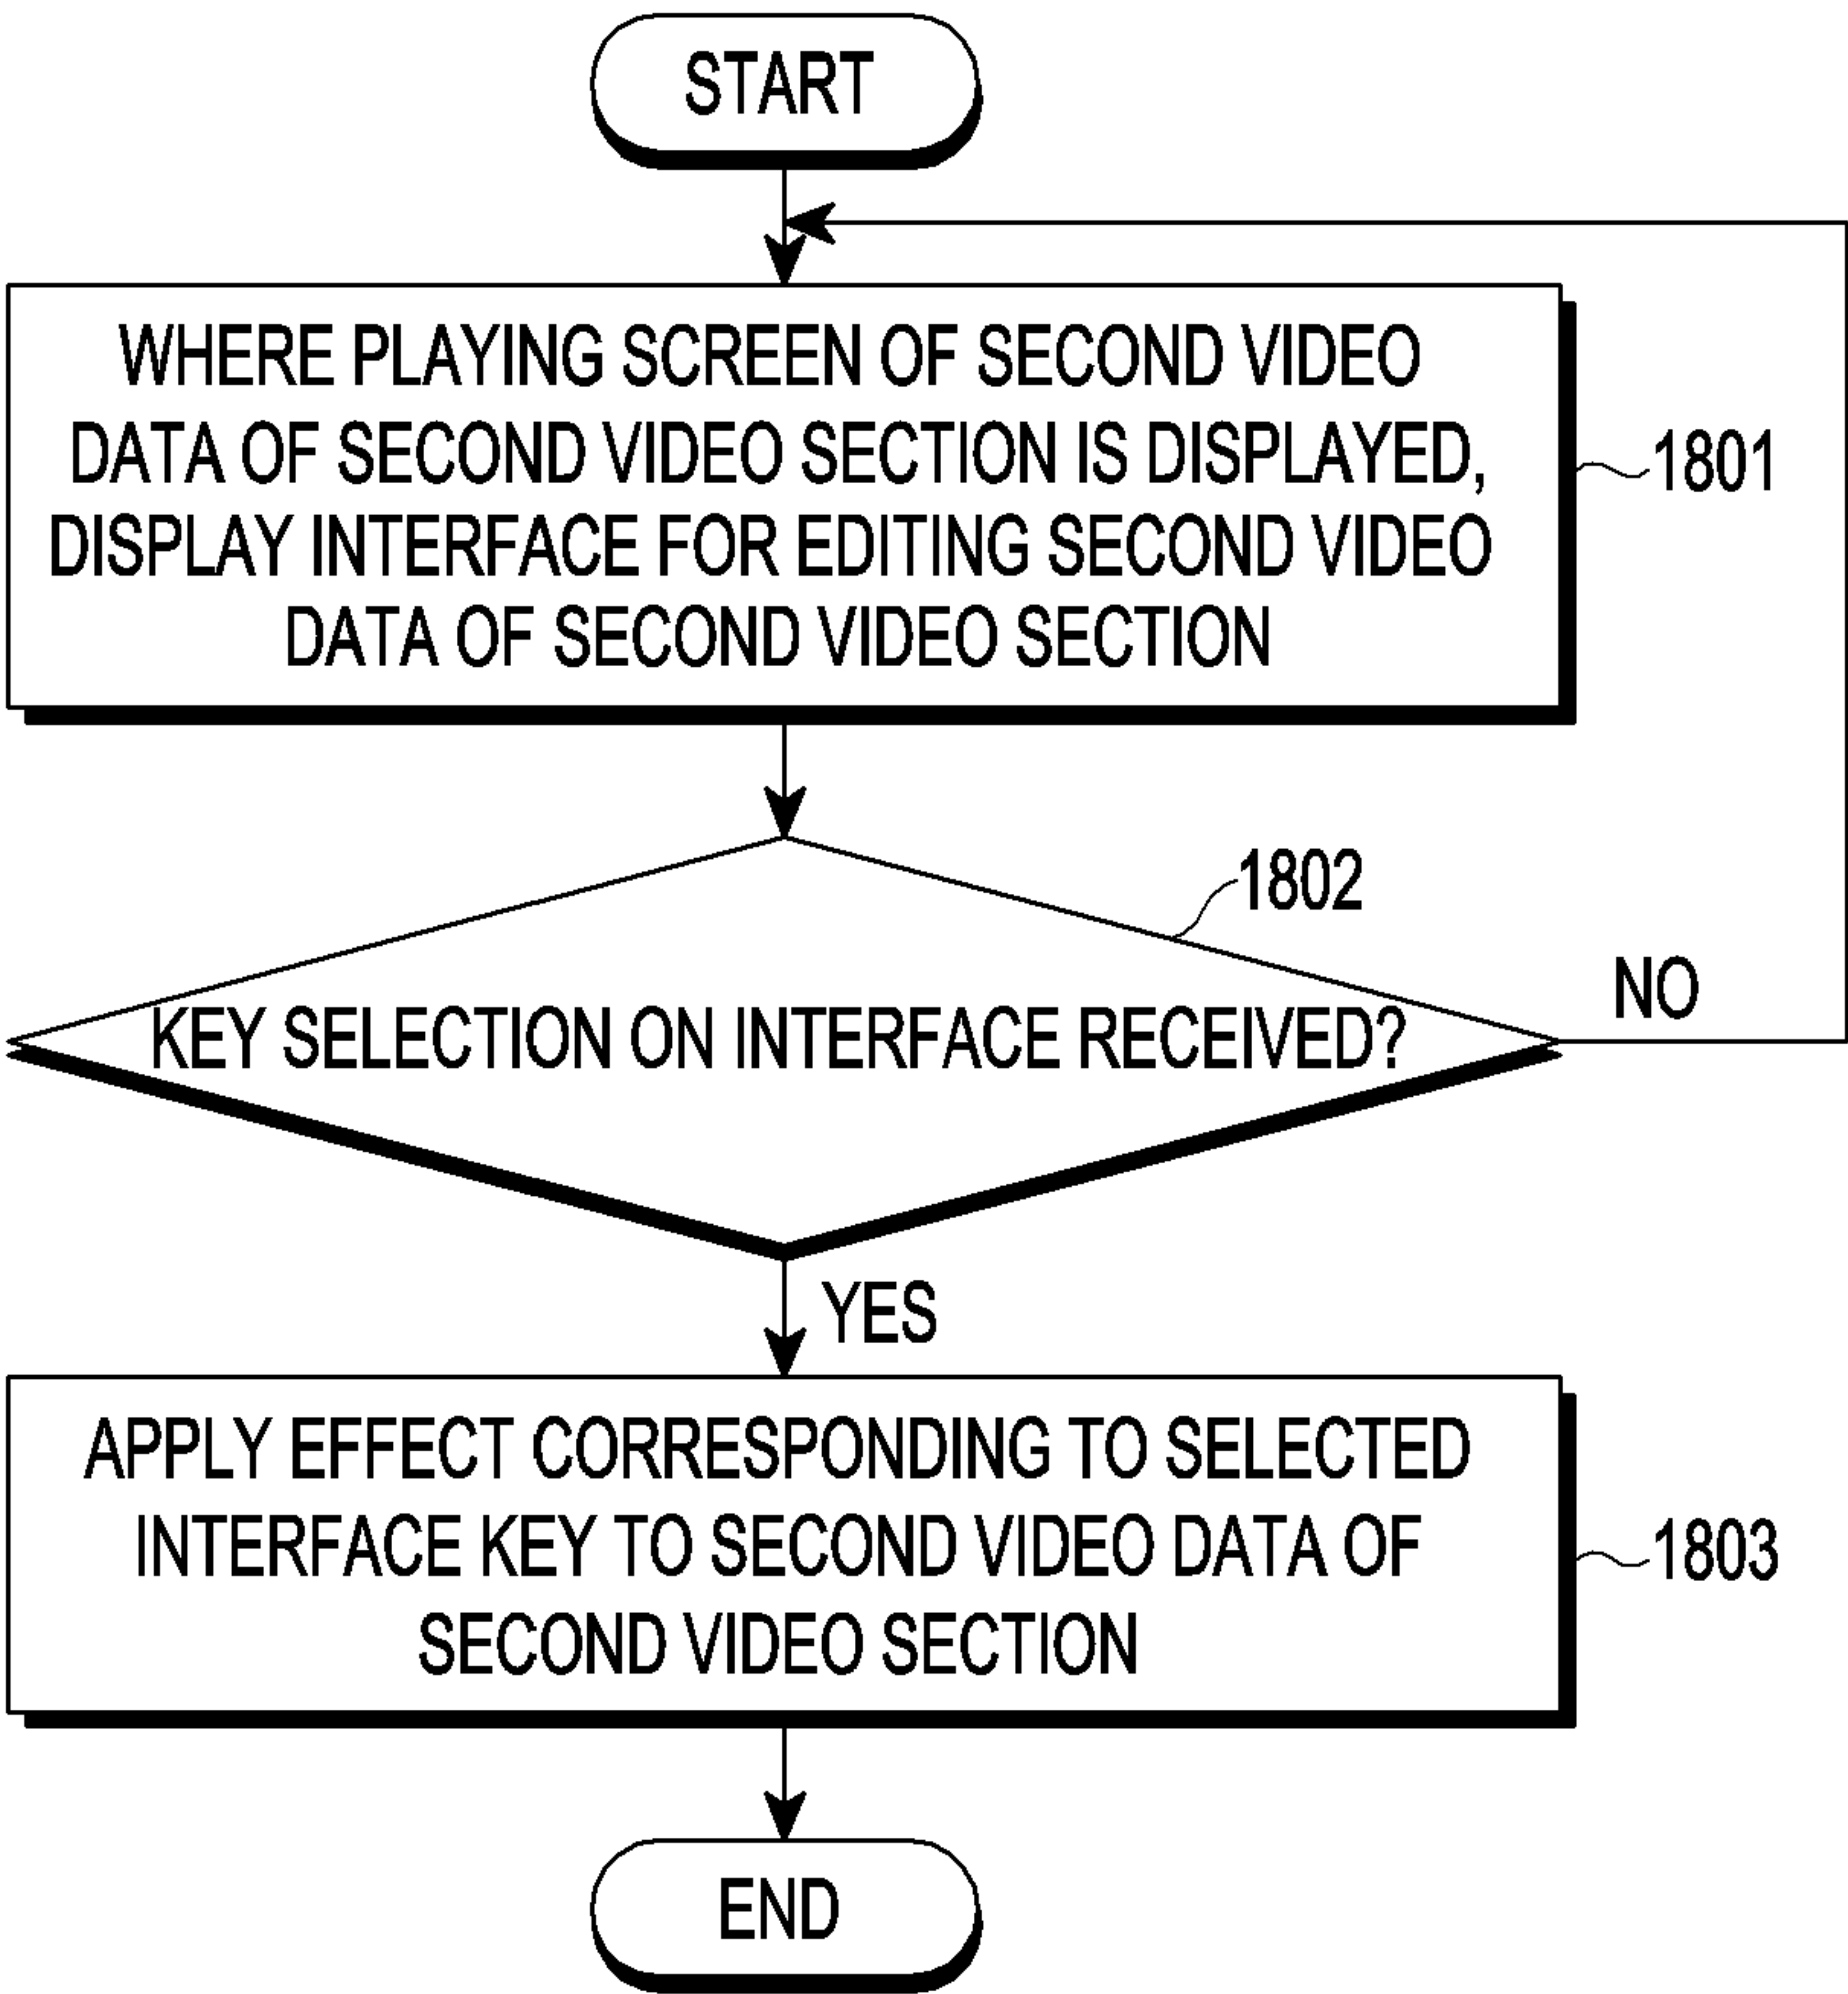 START
WHERE PLAYING SCREEN OF SECOND VIDEO
DATA OF SECOND VIDEO SECTION IS DISPLAYED,
DISPLAY INTERFACE FOR EDITING SECOND VIDEO
DATA OF SECOND VIDEO SECTION
1801
1802
KEY SELECTION ON INTERFACE RECEIVED?
NO
YES
APPLY EFFECT CORRESPONDING TO SELECTED
INTERFACE KEY TO SECOND VIDEO DATA OF
SECOND VIDEO SECTION
1803
END